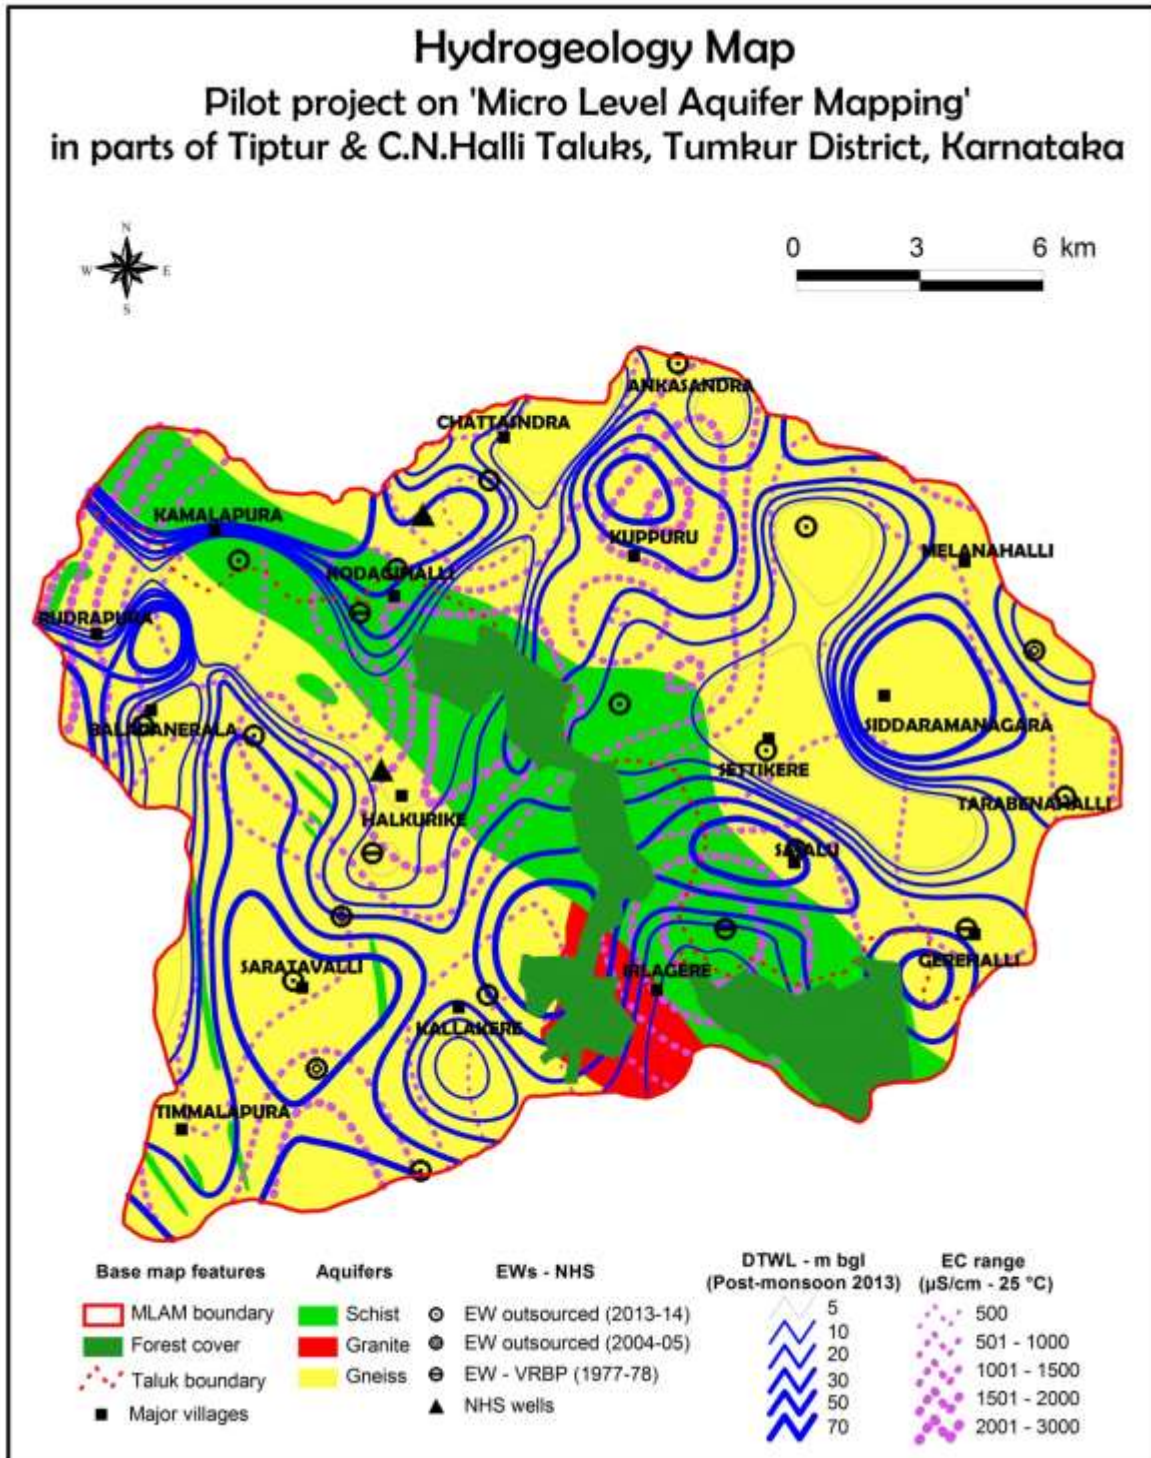 Hydrogeology Map
Pilot project on 'Micro Level Aquifer Mapping'
in parts of Tiptur & C.N.Halli Taluks, Tumkur District, Karnataka
N
W E
S
0 3 6 km
ANKASANDRA
CHATTASNDRA
KAMALAPURA
KUPPURU
MELANAHALLI
KODAGIHALLI
RUDRAPURA
SIDDARAMANAGARA
BALUVANERALA
SETTIKERE
TARABENAHALLI
HALKURIKE
SASALU
GEREHALLI
SARATAVALLI
IRLAGERE
KALLAKERE
TIMMALAPURA
Base map features
MLAM boundary
Forest cover
Taluk boundary
Major villages
Aquifers
Schist
Granite
Gneiss
EWs - NHS
EW outsourced (2013-14)
EW outsourced (2004-05)
EW - VRBP (1977-78)
NHS wells
DTWL - m bgl
(Post-monsoon 2013)
5
10
20
30
50
70
EC range
(µS/cm - 25 °C)
500
501 - 1000
1001 - 1500
1501 - 2000
2001 - 3000